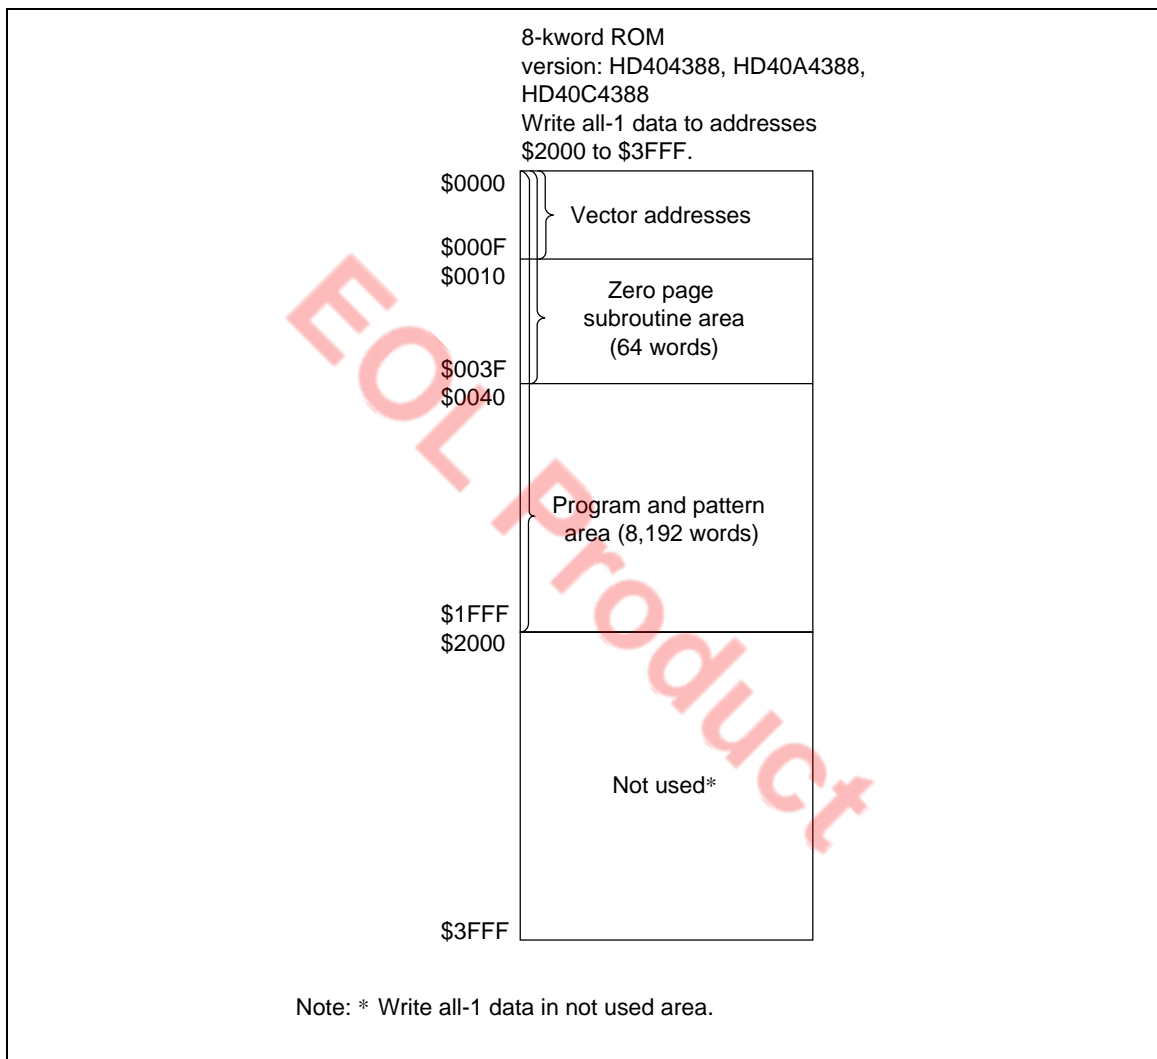 8-kword ROM
version: HD404388, HD40A4388,
HD40C4388
Write all-1 data to addresses
$2000 to $3FFF.
$0000
Vector addresses
$000F
$0010
Zero page
subroutine area
(64 words)
$003F
$0040
Program and pattern
area (8,192 words)
$1FFF
$2000
Not used*
$3FFF
Note: * Write all-1 data in not used area.
EOL Product